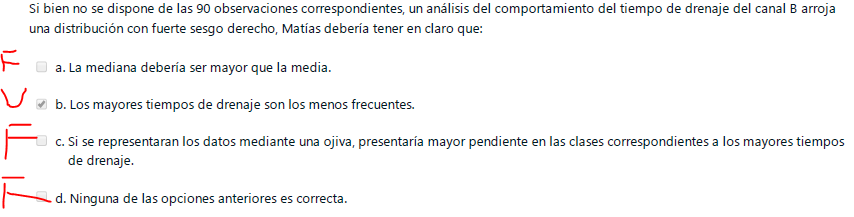 Si bien no se dispone de las 90 observaciones correspondientes, un análisis del comportamiento del tiempo de drenaje del canal B arroja
una distribución con fuerte sesgo derecho, Matías debería tener en claro que:
F a. La mediana debería ser mayor que la media.
V b. Los mayores tiempos de drenaje son los menos frecuentes.
F c. Si se representaran los datos mediante una ojiva, presentaría mayor pendiente en las clases correspondientes a los mayores tiempos
de drenaje.
F d. Ninguna de las opciones anteriores es correcta.